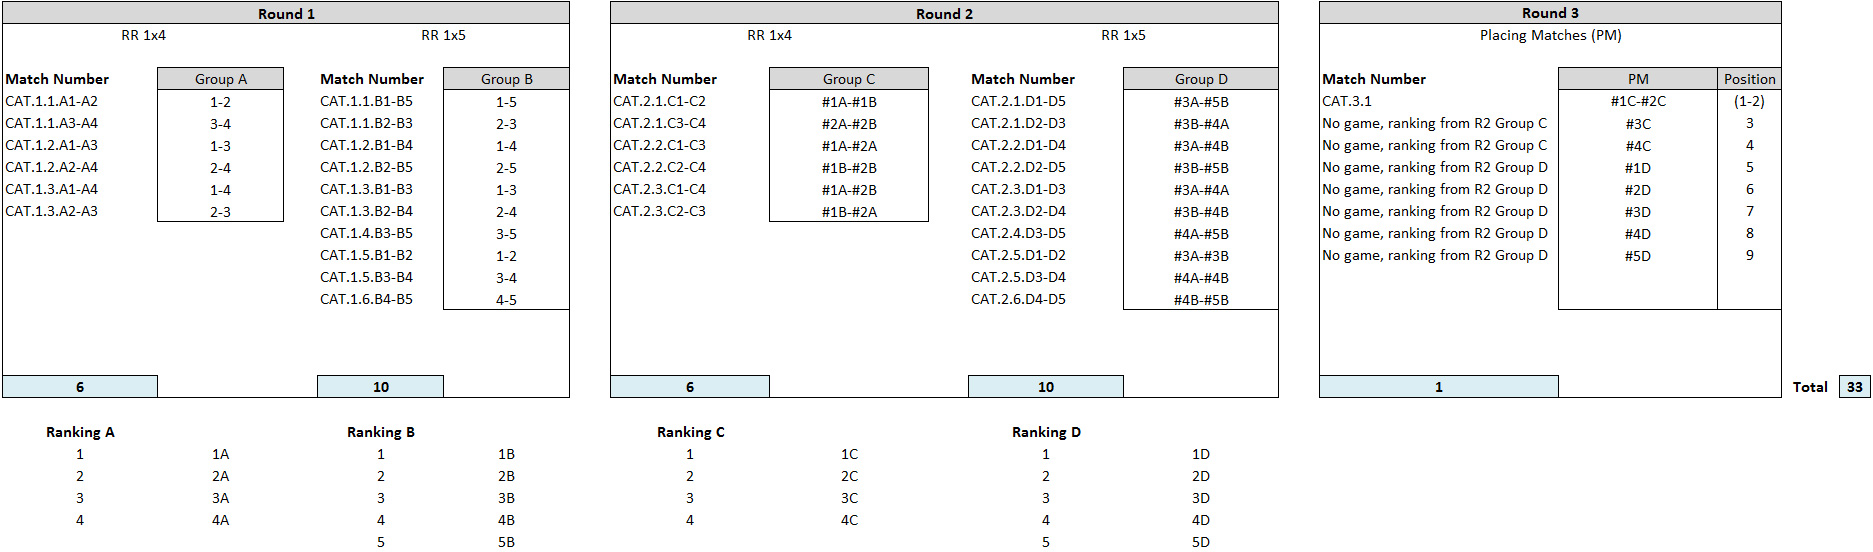 Round 1 Round 2 Round 3
RR 1x4 RR 1x5 RR 1x4 RR 1x5 Placing Matches (PM)
Match Number Group A Match Number Group B Match Number Group C Match Number Group D Match Number PM Position
CAT.1.1.A1-A2 1-2 CAT.1.1.B1-B5 1-5 CAT.2.1.C1-C2 #1A-#1B CAT.2.1.D1-D5 #3A-#5B CAT.3.1 #1C-#2C (1-2)
CAT.1.1.A3-A4 3-4 CAT.1.1.B2-B3 2-3 CAT.2.1.C3-C4 #2A-#2B CAT.2.1.D2-D3 #3B-#4A No game, ranking from R2 Group C #3C 3
CAT.1.2.A1-A3 1-3 CAT.1.2.B1-B4 1-4 CAT.2.2.C1-C3 #1A-#2A CAT.2.2.D1-D4 #3A-#4B No game, ranking from R2 Group C #4C 4
CAT.1.2.A2-A4 2-4 CAT.1.2.B2-B5 2-5 CAT.2.2.C2-C4 #1B-#2B CAT.2.2.D2-D5 #3B-#5B No game, ranking from R2 Group D #1D 5
CAT.1.3.A1-A4 1-4 CAT.1.3.B1-B3 1-3 CAT.2.3.C1-C4 #1A-#2B CAT.2.3.D1-D3 #3A-#4A No game, ranking from R2 Group D #2D 6
CAT.1.3.A2-A3 2-3 CAT.1.3.B2-B4 2-4 CAT.2.3.C2-C3 #1B-#2A CAT.2.3.D2-D4 #3B-#4B No game, ranking from R2 Group D #3D 7
CAT.1.4.B3-B5 3-5 CAT.2.4.D3-D5 #4A-#5B No game, ranking from R2 Group D #4D 8
CAT.1.5.B1-B2 1-2 CAT.2.5.D1-D2 #3A-#3B No game, ranking from R2 Group D #5D 9
CAT.1.5.B3-B4 3-4 CAT.2.5.D3-D4 #4A-#4B
CAT.1.6.B4-B5 4-5 CAT.2.6.D4-D5 #4B-#5B
6 10 6 10 1 Total 33
Ranking A Ranking B Ranking C Ranking D
1 1A 1 1B 1 1C 1 1D
2 2A 2 2B 2 2C 2 2D
3 3A 3 3B 3 3C 3 3D
4 4A 4 4B 4 4C 4 4D
5 5B 5 5D